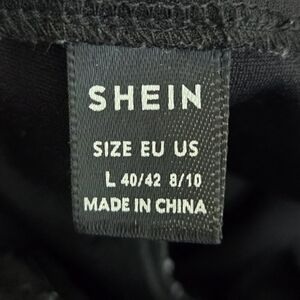 SHEIN
SIZE EU US
L 40/42 8/10
MADE IN CHINA